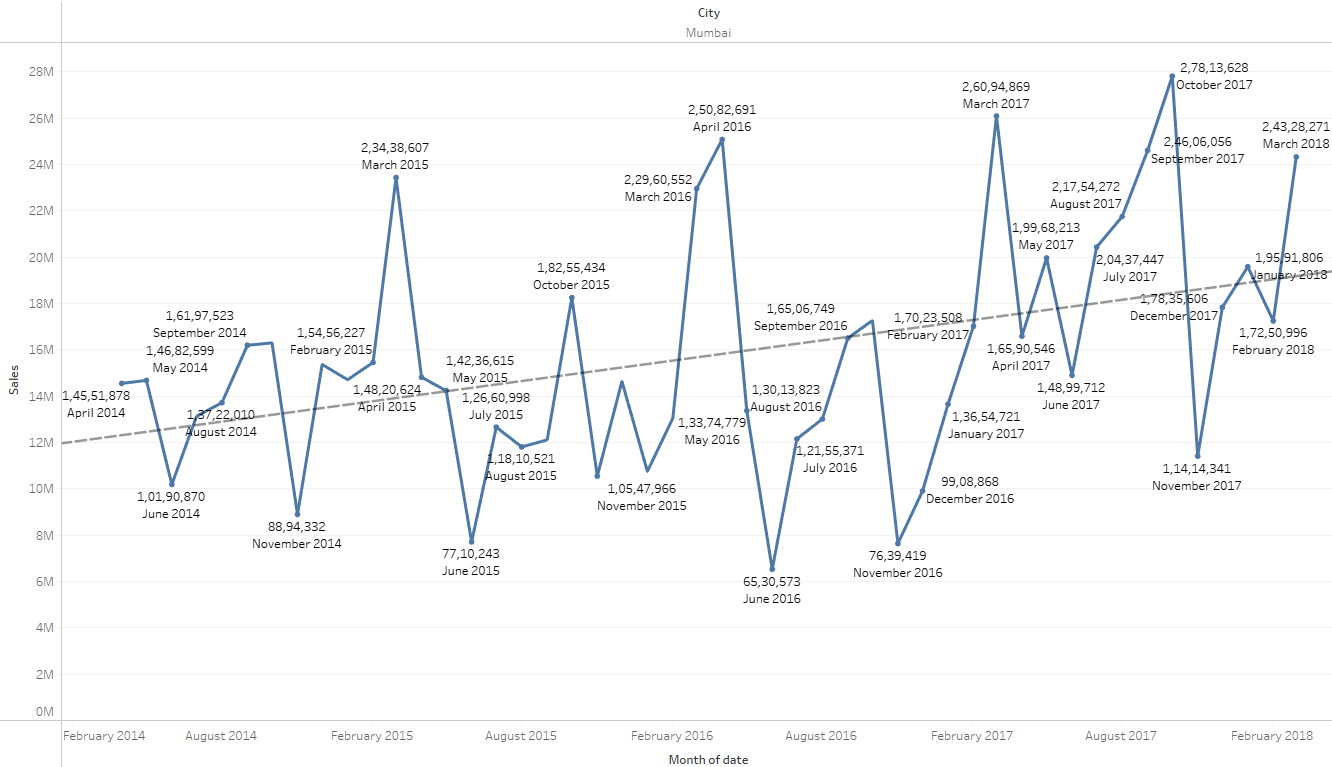 City
Mumbai
28M
26M
24M
22M
20M
18M
16M
14M
12M
10M
8M
6M
4M
2M
0M
Sales
1,45,51,878
April 2014
1,46,82,599
May 2014
1,01,90,870
June 2014
1,37,22,010
August 2014
1,61,97,523
September 2014
88,94,332
November 2014
1,54,56,227
February 2015
2,34,38,607
March 2015
1,48,20,624
April 2015
1,42,36,615
May 2015
77,10,243
June 2015
1,26,60,998
July 2015
1,18,10,521
August 2015
1,82,55,434
October 2015
1,05,47,966
November 2015
2,29,60,552
March 2016
2,50,82,691
April 2016
1,33,74,779
May 2016
65,30,573
June 2016
1,21,55,371
July 2016
1,30,13,823
August 2016
1,65,06,749
September 2016
76,39,419
November 2016
99,08,868
December 2016
1,36,54,721
January 2017
1,70,23,508
February 2017
2,60,94,869
March 2017
1,65,90,546
April 2017
1,99,68,213
May 2017
1,48,99,712
June 2017
2,04,37,447
July 2017
2,17,54,272
August 2017
2,46,06,056
September 2017
2,78,13,628
October 2017
1,14,14,341
November 2017
1,78,35,606
December 2017
1,95,91,806
January 2018
1,72,50,996
February 2018
2,43,28,271
March 2018
February 2014
August 2014
February 2015
August 2015
February 2016
August 2016
February 2017
August 2017
February 2018
Month of date